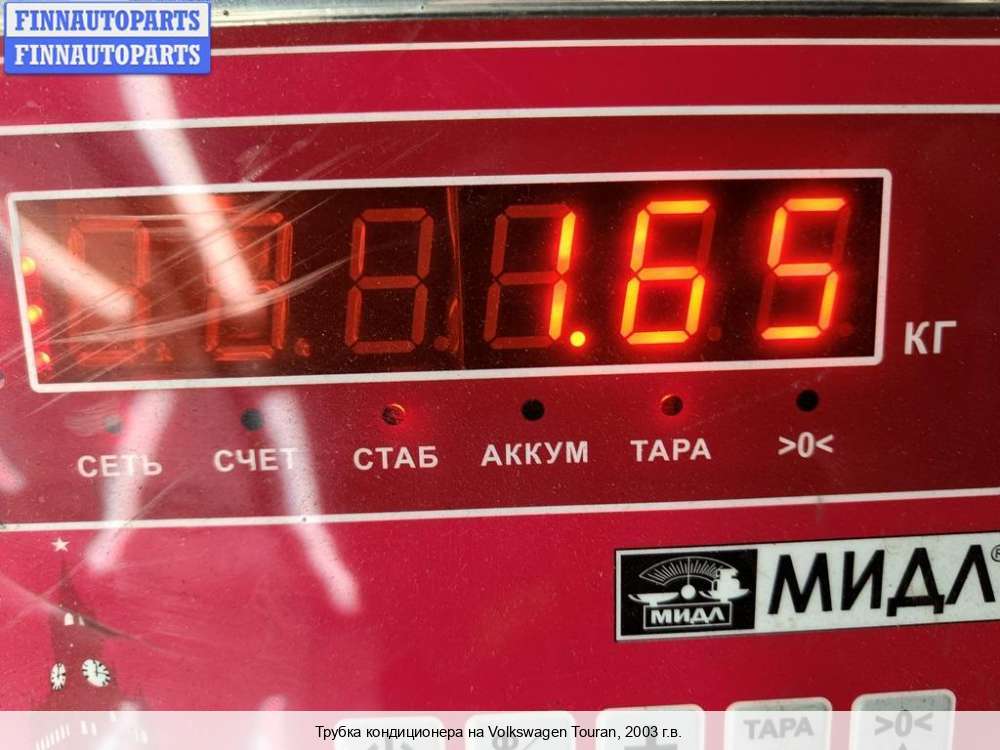 FINNAUTOPARTS
FINNAUTOPARTS
1.65
КГ
СЕТЬ СЧЕТ СТАБ АККУМ ТАРА >0<
МИДЛ МИДЛ®
ТАРА >0<
Трубка кондиционера на Volkswagen Touran, 2003 г.в.